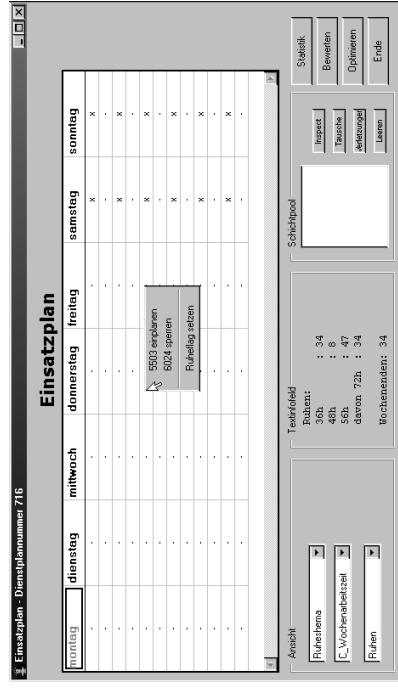 Einsatzplan - Dienstplannummer 716
Einsatzplan
montag dienstag mittwoch donnerstag freitag samstag sonntag
x x
x x
x x
x x
x x
x x
5503 einplanen
6024 sperren
Ruheflag setzen
Ansicht
Ruheshema
C_Wochenarbeitszeit
Ruhen
Textinfofeld
Ruhen:
36h : 34
48h : 8
56h : 47
davon 72h : 34
Wochenenden: 34
Schichtpool
Inspect
Tausche
Verletzungen
Leeren
Statistik
Bewerten
Optimieren
Ende